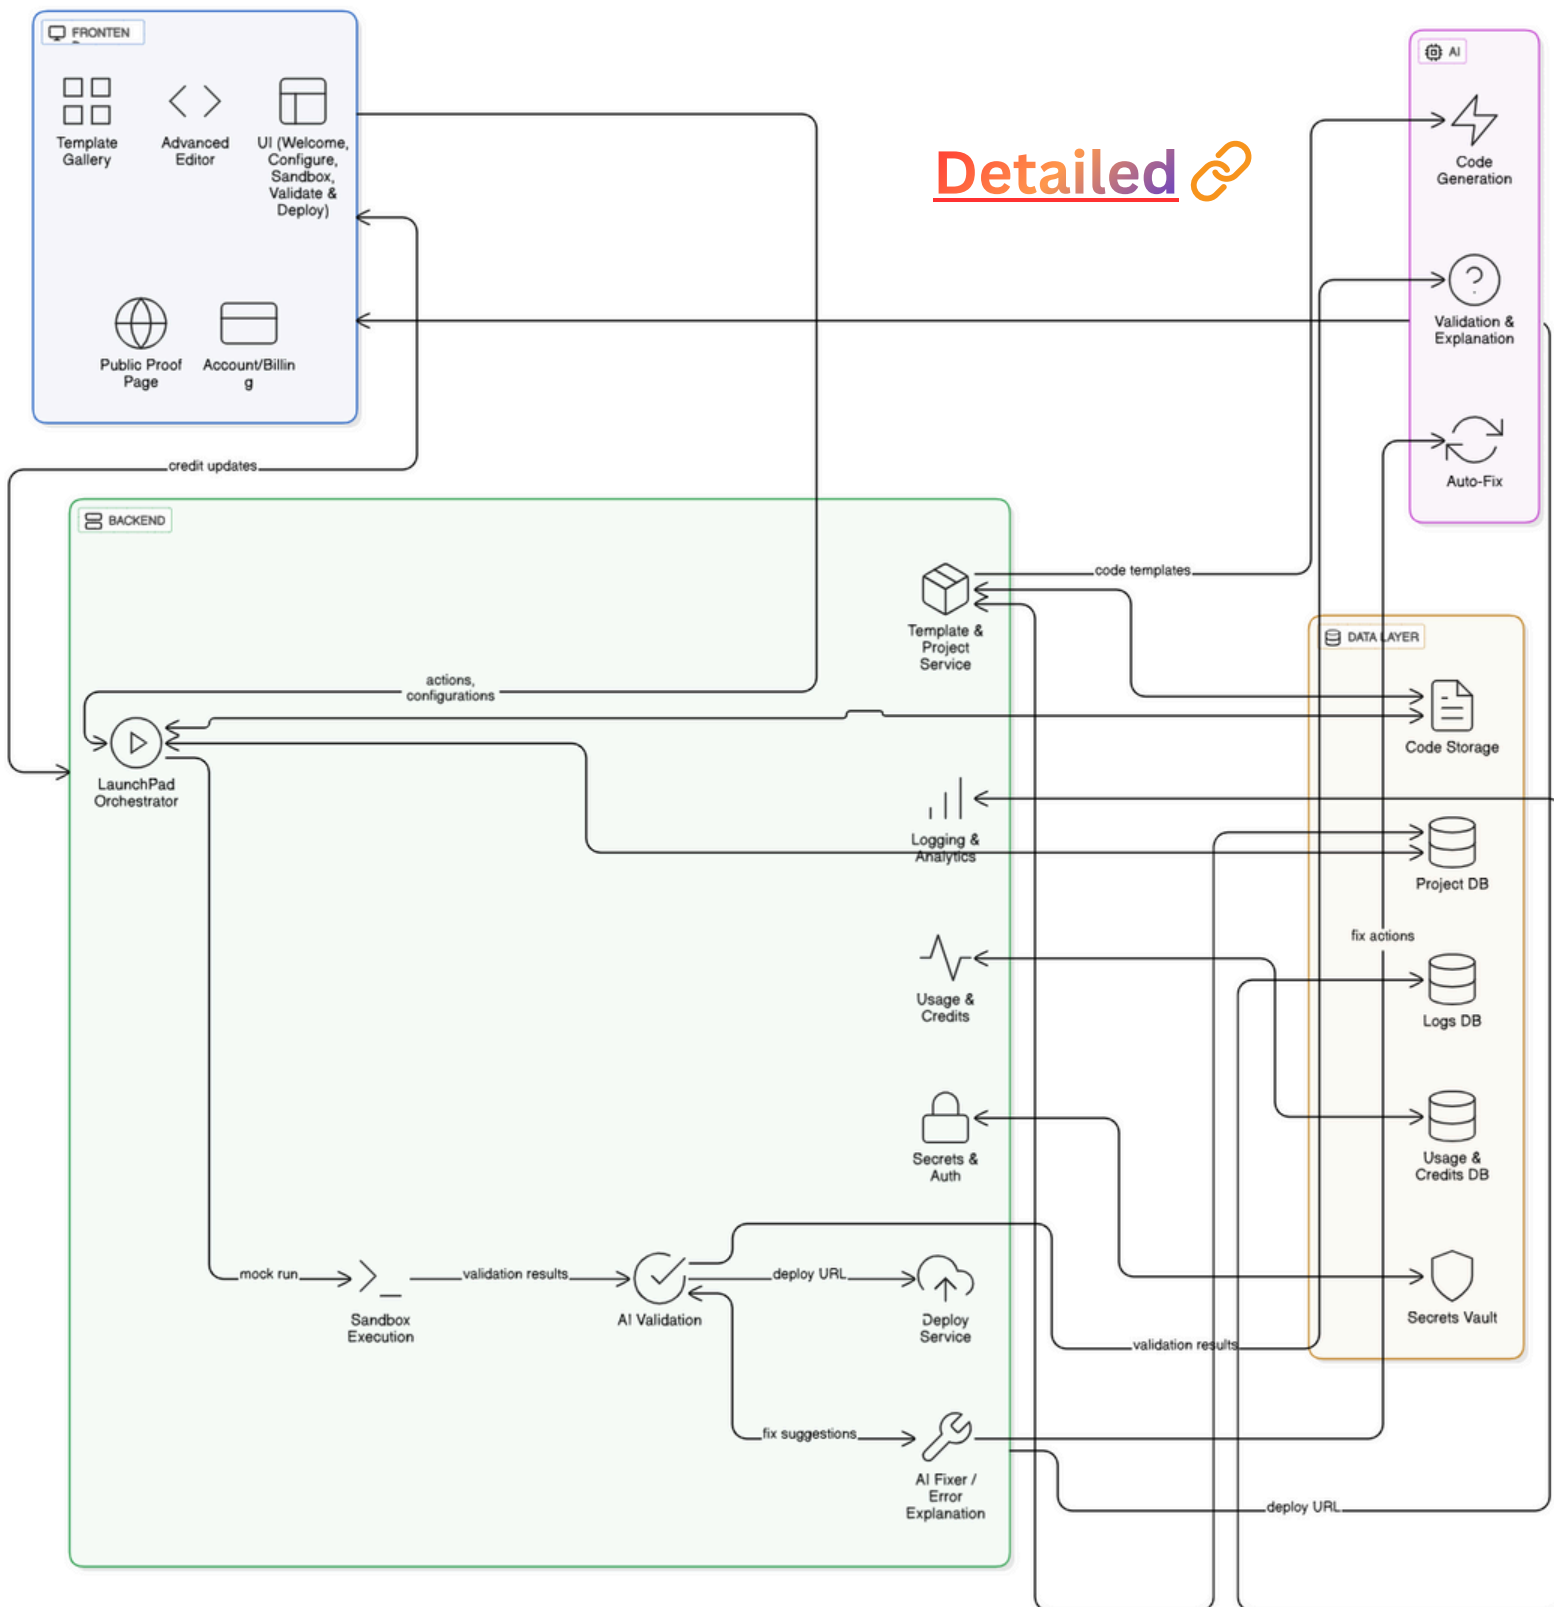 FRONTEN
Template
Gallery
Advanced
Editor
UI (Welcome,
Configure,
Sandbox,
Validate &
Deploy)
Public Proof
Page
Account/Billin
g
Detailed
AI
Code
Generation
Validation &
Explanation
Auto-Fix
credit updates
BACKEND
code templates
Template &
Project
Service
DATA LAYER
actions,
configurations
LaunchPad
Orchestrator
Code Storage
Logging &
Analytics
Project DB
fix actions
Usage &
Credits
Logs DB
Secrets &
Auth
Usage &
Credits DB
mock run
Sandbox
Execution
validation results
AI Validation
deploy URL
Deploy
Service
Secrets Vault
validation results
fix suggestions
AI Fixer /
Error
Explanation
deploy URL